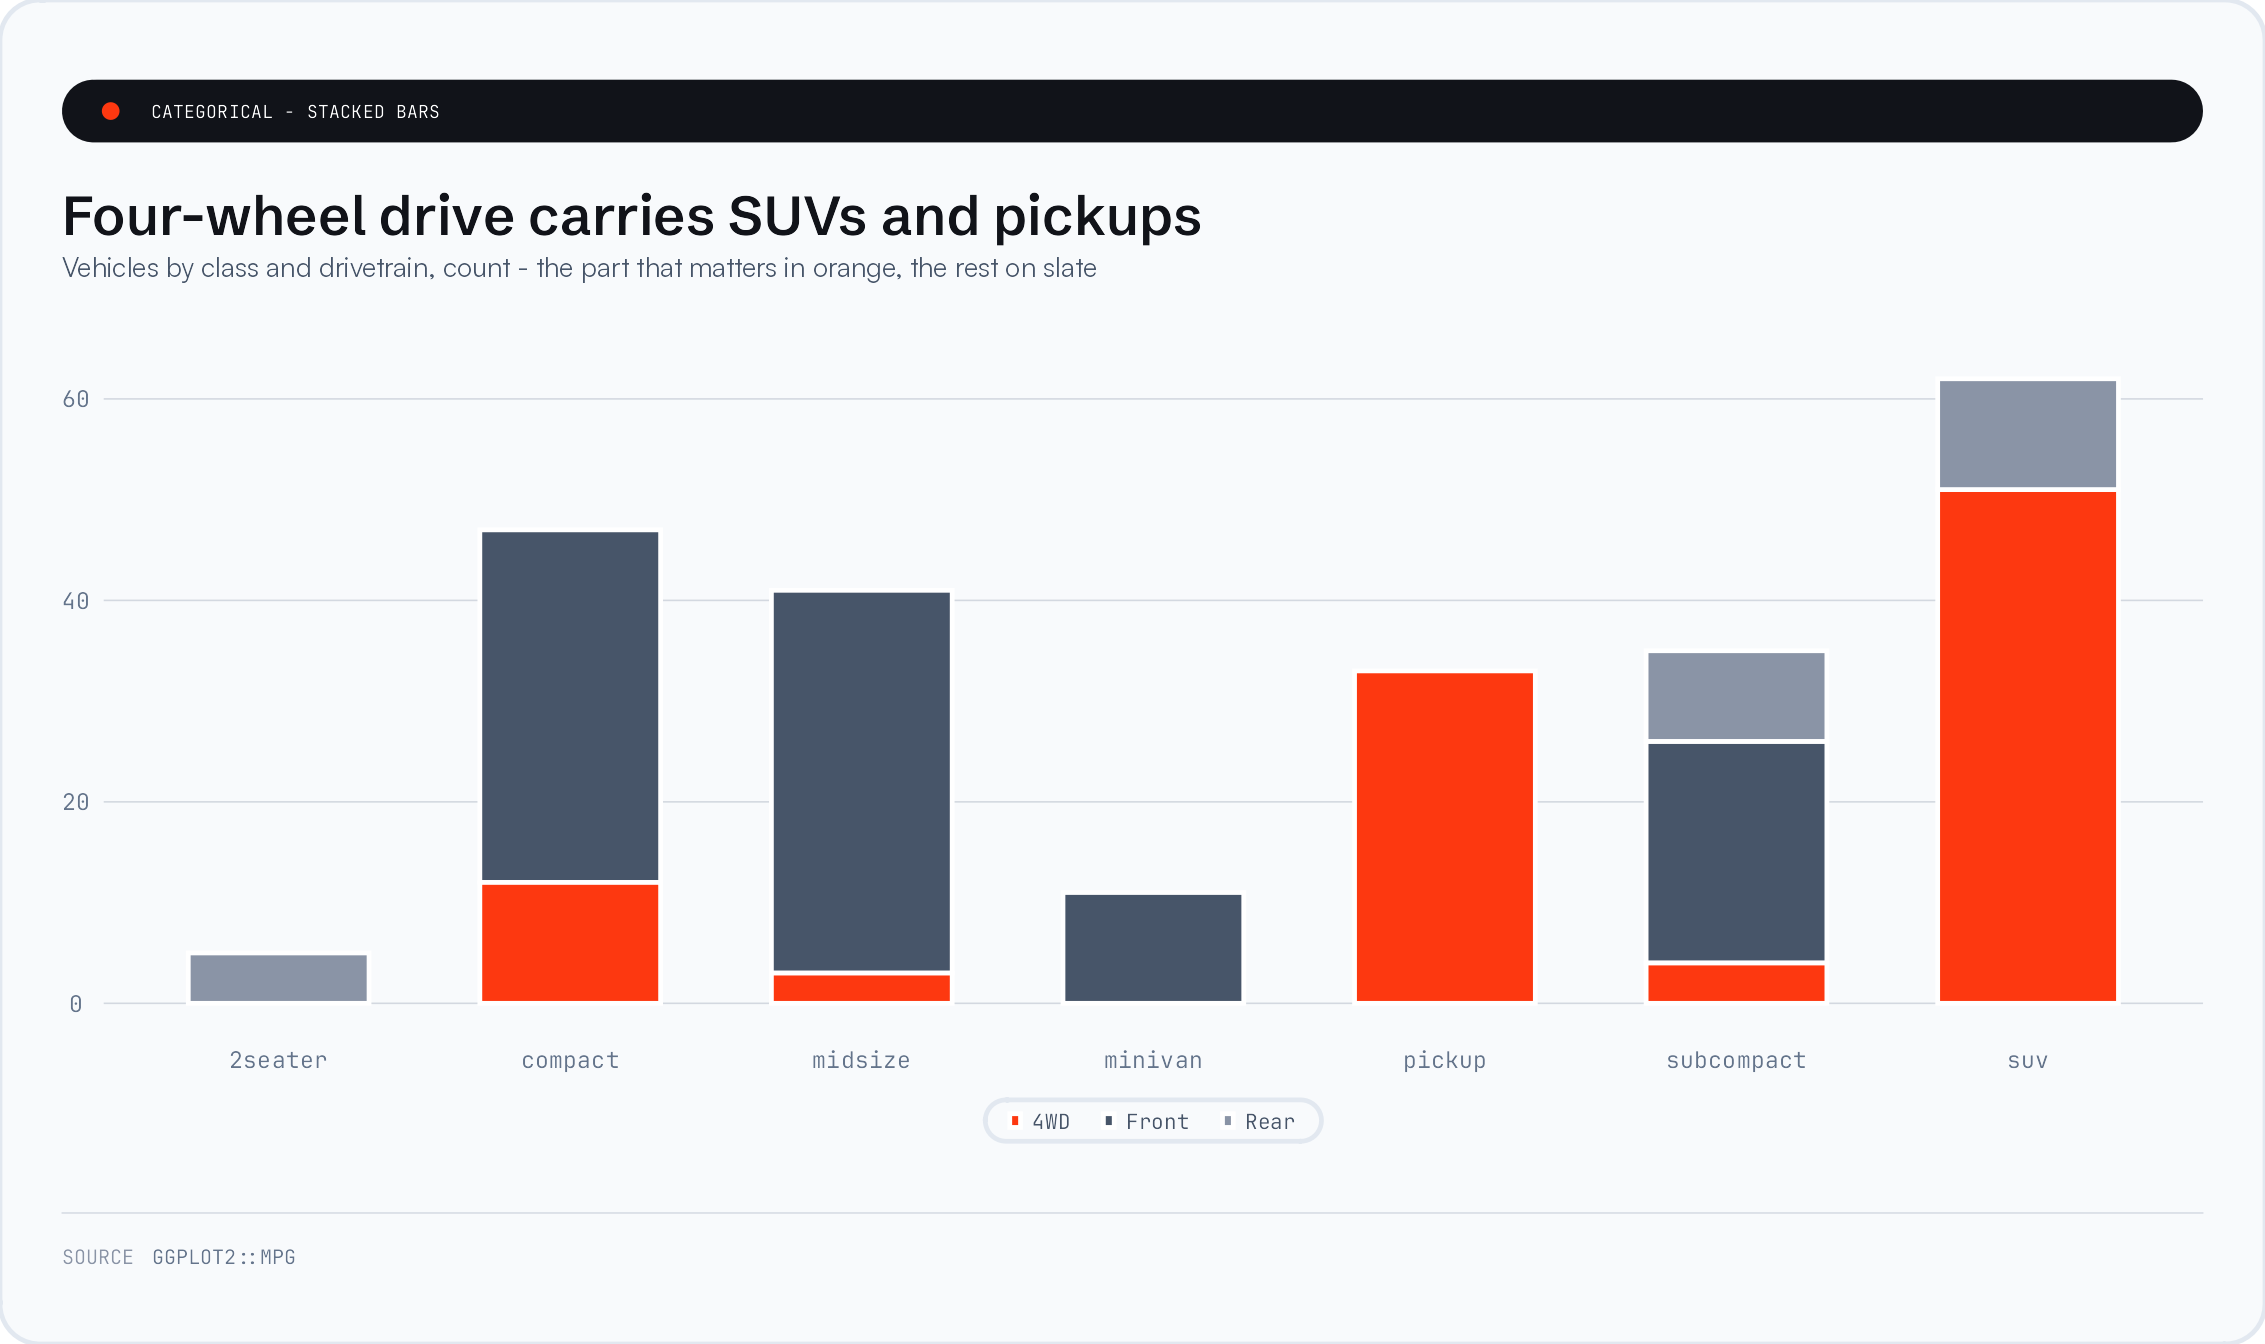 CATEGORICAL - STACKED BARS
Four-wheel drive carries SUVs and pickups
Vehicles by class and drivetrain, count - the part that matters in orange, the rest on slate
60
40
20
0
2seater compact midsize minivan pickup subcompact suv
4WD Front Rear
SOURCE GGPLOT2::MPG